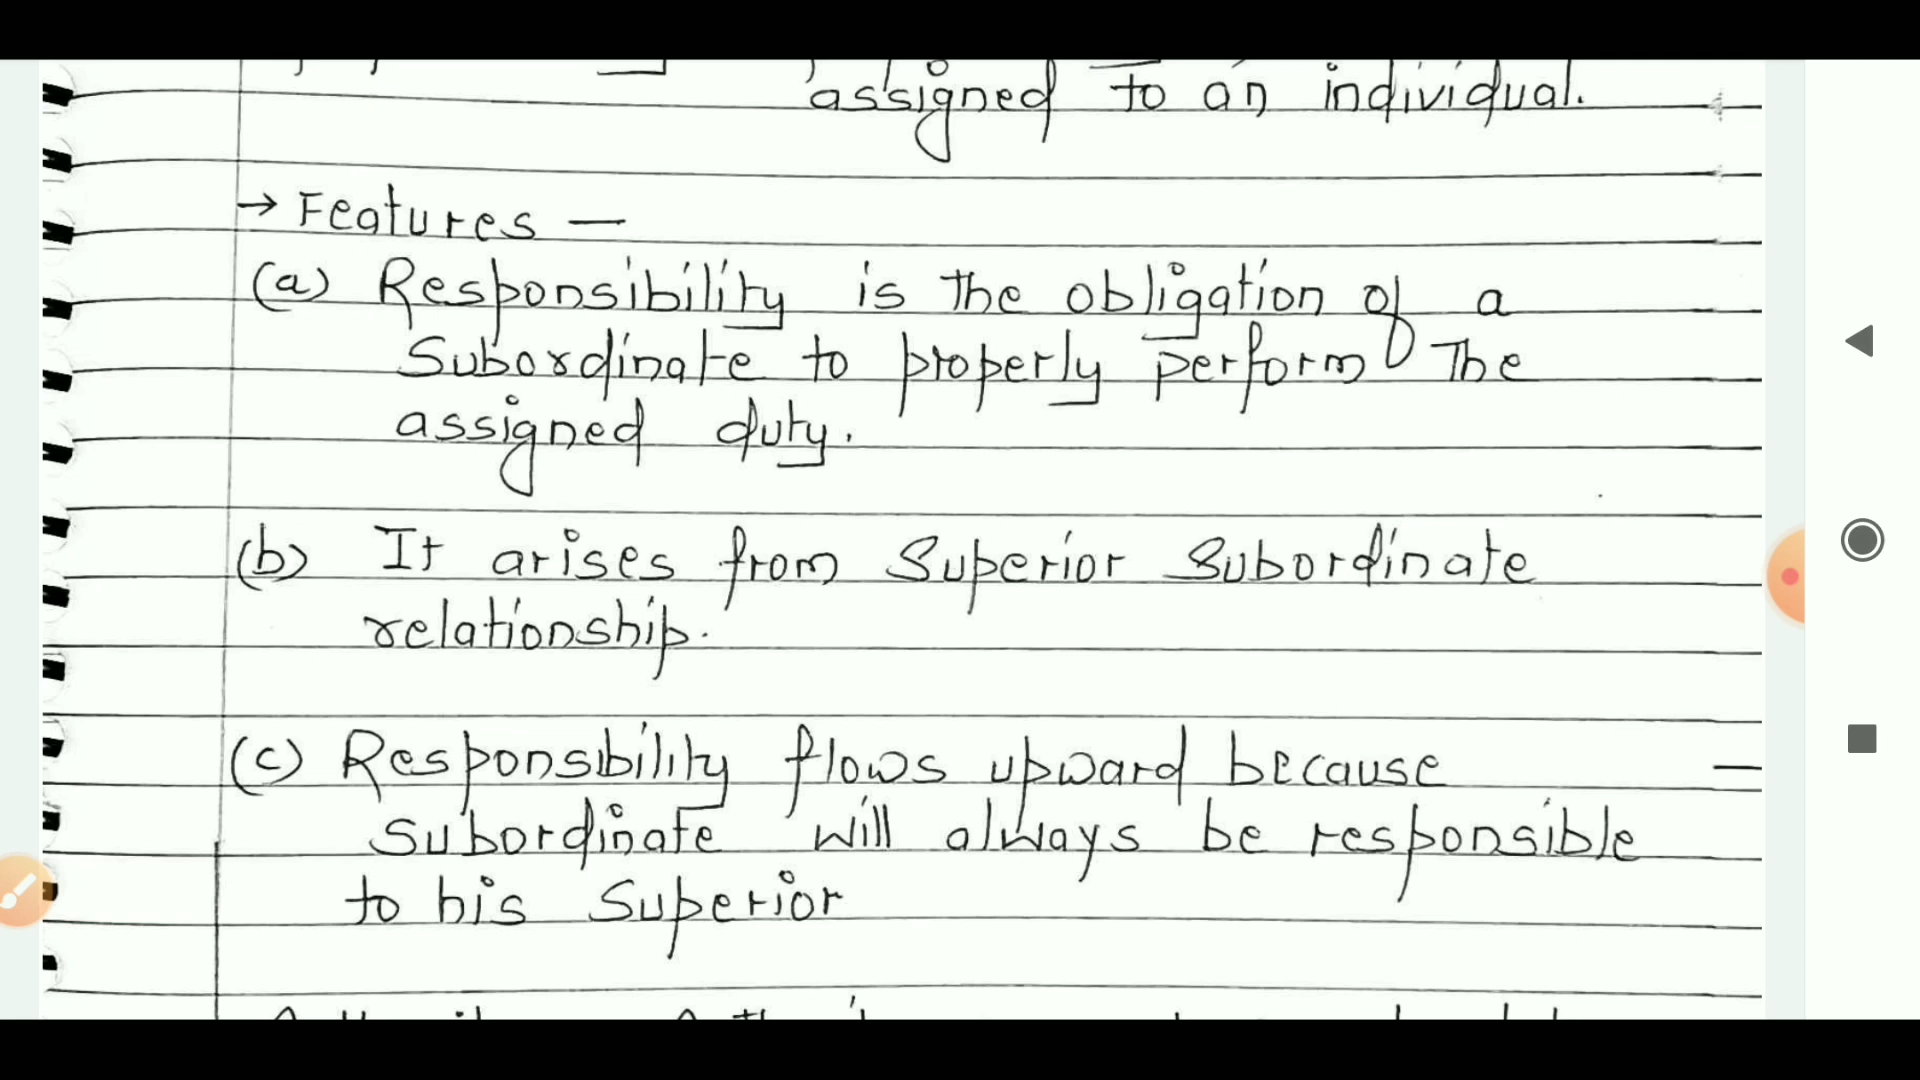 assigned to an individual.
→ Features —
(a) Responsibility is the obligation of a
Subordinate to properly perform the
assigned duty.
(b) It arises from Superior Subordinate
relationship.
(c) Responsibility flows upward because
Subordinate will always be responsible
to his Superior